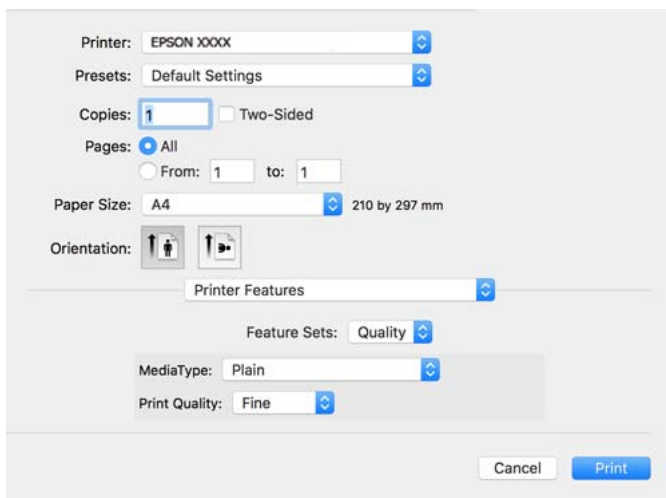 Printer: EPSON XXXX
Presets: Default Settings
Copies: 1 Two-Sided
Pages: All
From: 1 to: 1
Paper Size: A4 210 by 297 mm
Orientation:
Printer Features
Feature Sets: Quality
MediaType: Plain
Print Quality: Fine
Cancel Print